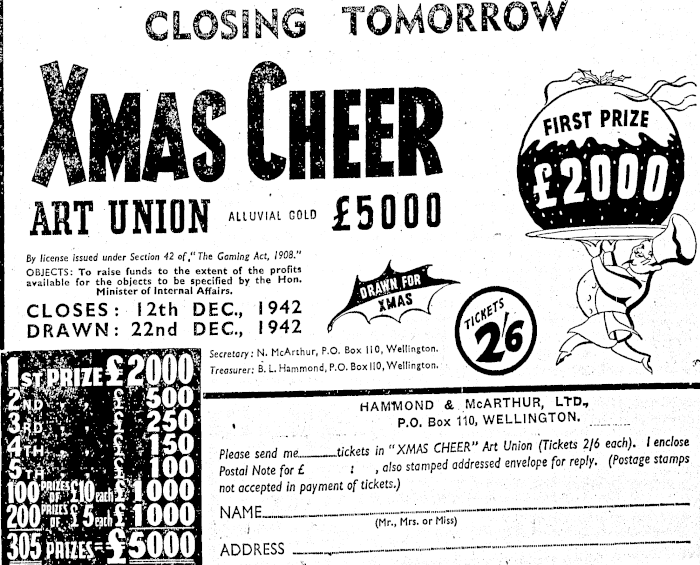 CLOSING TOMORROW
XMAS CHEER
ART UNION ALLUVIAL GOLD £5000
FIRST PRIZE
£2000
By license issued under Section 42 of "The Gaming Act, 1908."
OBJECTS: To raise funds to the extent of the profits
available for the objects to be specified by the Hon.
Minister of Internal Affairs.
CLOSES: 12th DEC., 1942
DRAWN: 22nd DEC., 1942
DRAWN FOR
XMAS
TICKETS
2/6
Secretary: N. McArthur, P.O. Box 110, Wellington.
Treasurer: B. L. Hammond, P.O. Box 110, Wellington.
1ST PRIZE £2000
2ND " " £ 500
3RD " " £ 250
4TH " " £ 150
5TH " " £ 100
100 PRIZES OF £10 each £1000
200 PRIZES OF £5 each £1000
305 PRIZES = £5000
HAMMOND & McARTHUR, LTD.,
P.O. Box 110, WELLINGTON.
Please send me..........tickets in "XMAS CHEER" Art Union (Tickets 2/6 each). I enclose
Postal Note for £ : , also stamped addressed envelope for reply. (Postage stamps
not accepted in payment of tickets.)
NAME
(Mr., Mrs. or Miss)
ADDRESS